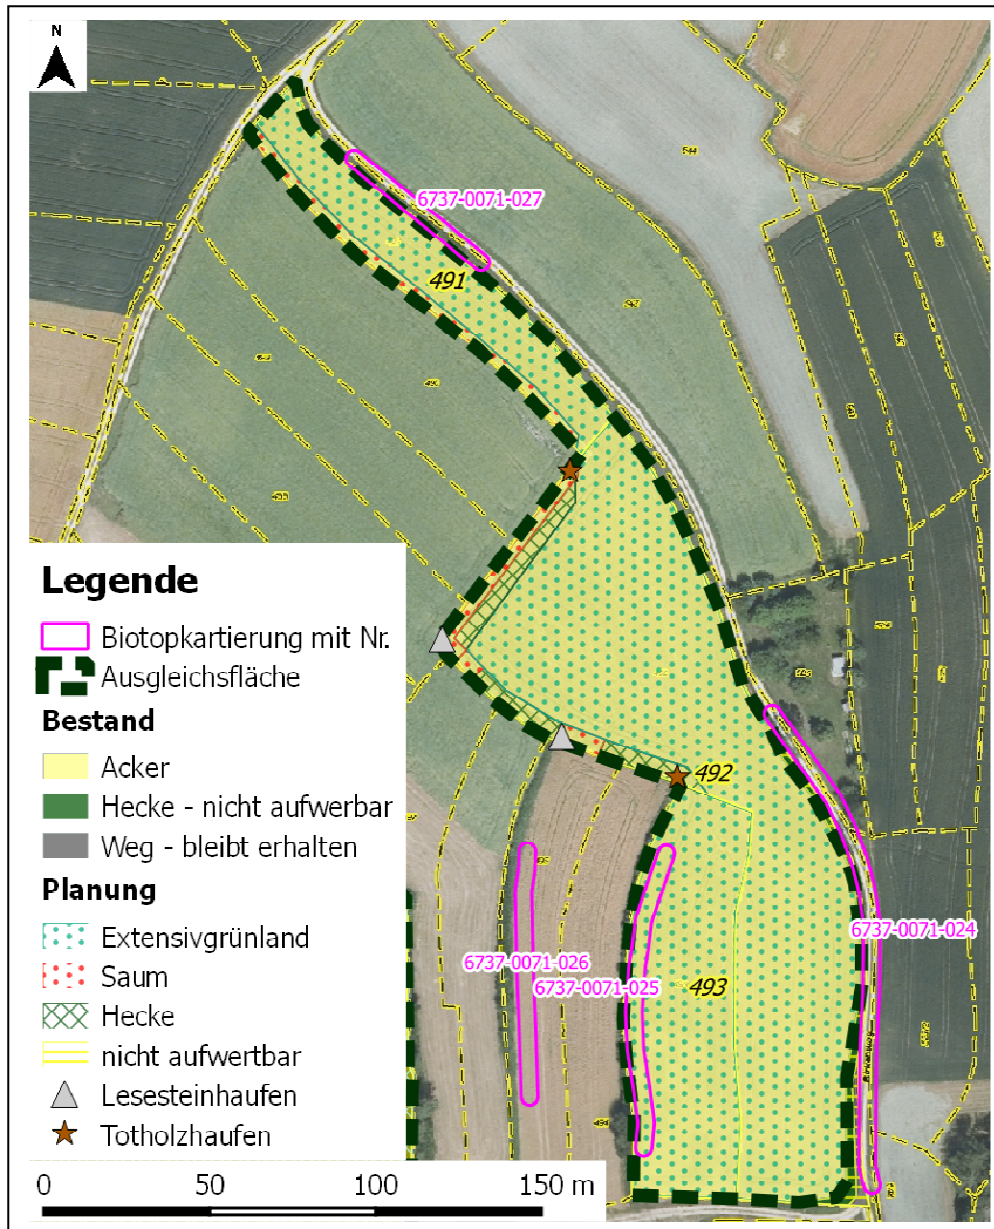 N
6737-0071-027
491
492
6737-0071-024
6737-0071-026
6737-0071-025
493
Legende
Biotopkartierung mit Nr.
Ausgleichsfläche
Bestand
Acker
Hecke - nicht aufwerbar
Weg - bleibt erhalten
Planung
Extensivgrünland
Saum
Hecke
nicht aufwertbar
Lesesteinhaufen
Totholzhaufen
0 50 100 150 m